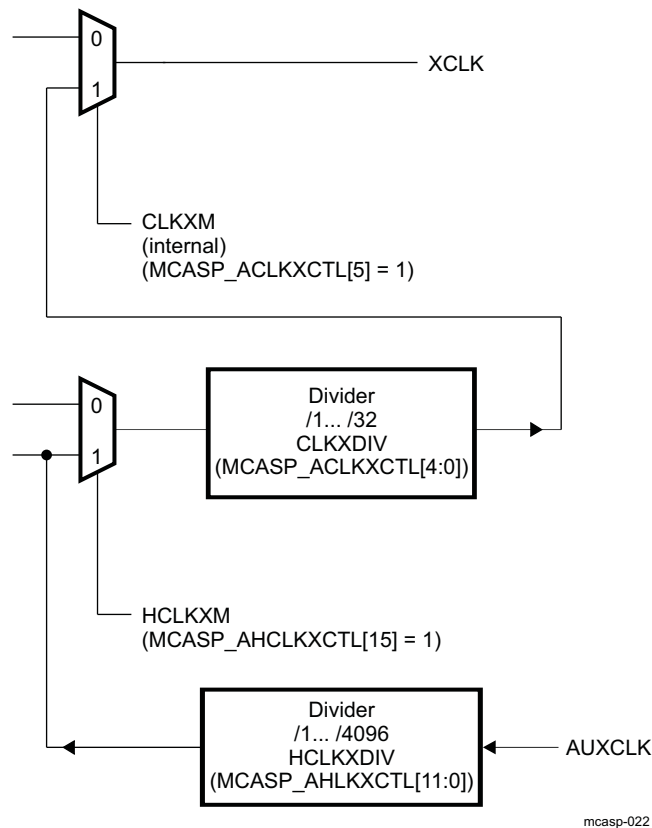 0
XCLK
1
CLKXM
(internal)
(MCASP_ACLKXCTL[5] = 1)
Divider
/1... /32
CLKXDIV
(MCASP_ACLKXCTL[4:0])
0
1
HCLKXM
(MCASP_AHCLKXCTL[15] = 1)
Divider
/1... /4096
HCLKXDIV
(MCASP_AHLKXCTL[11:0])
AUXCLK
mcasp-022